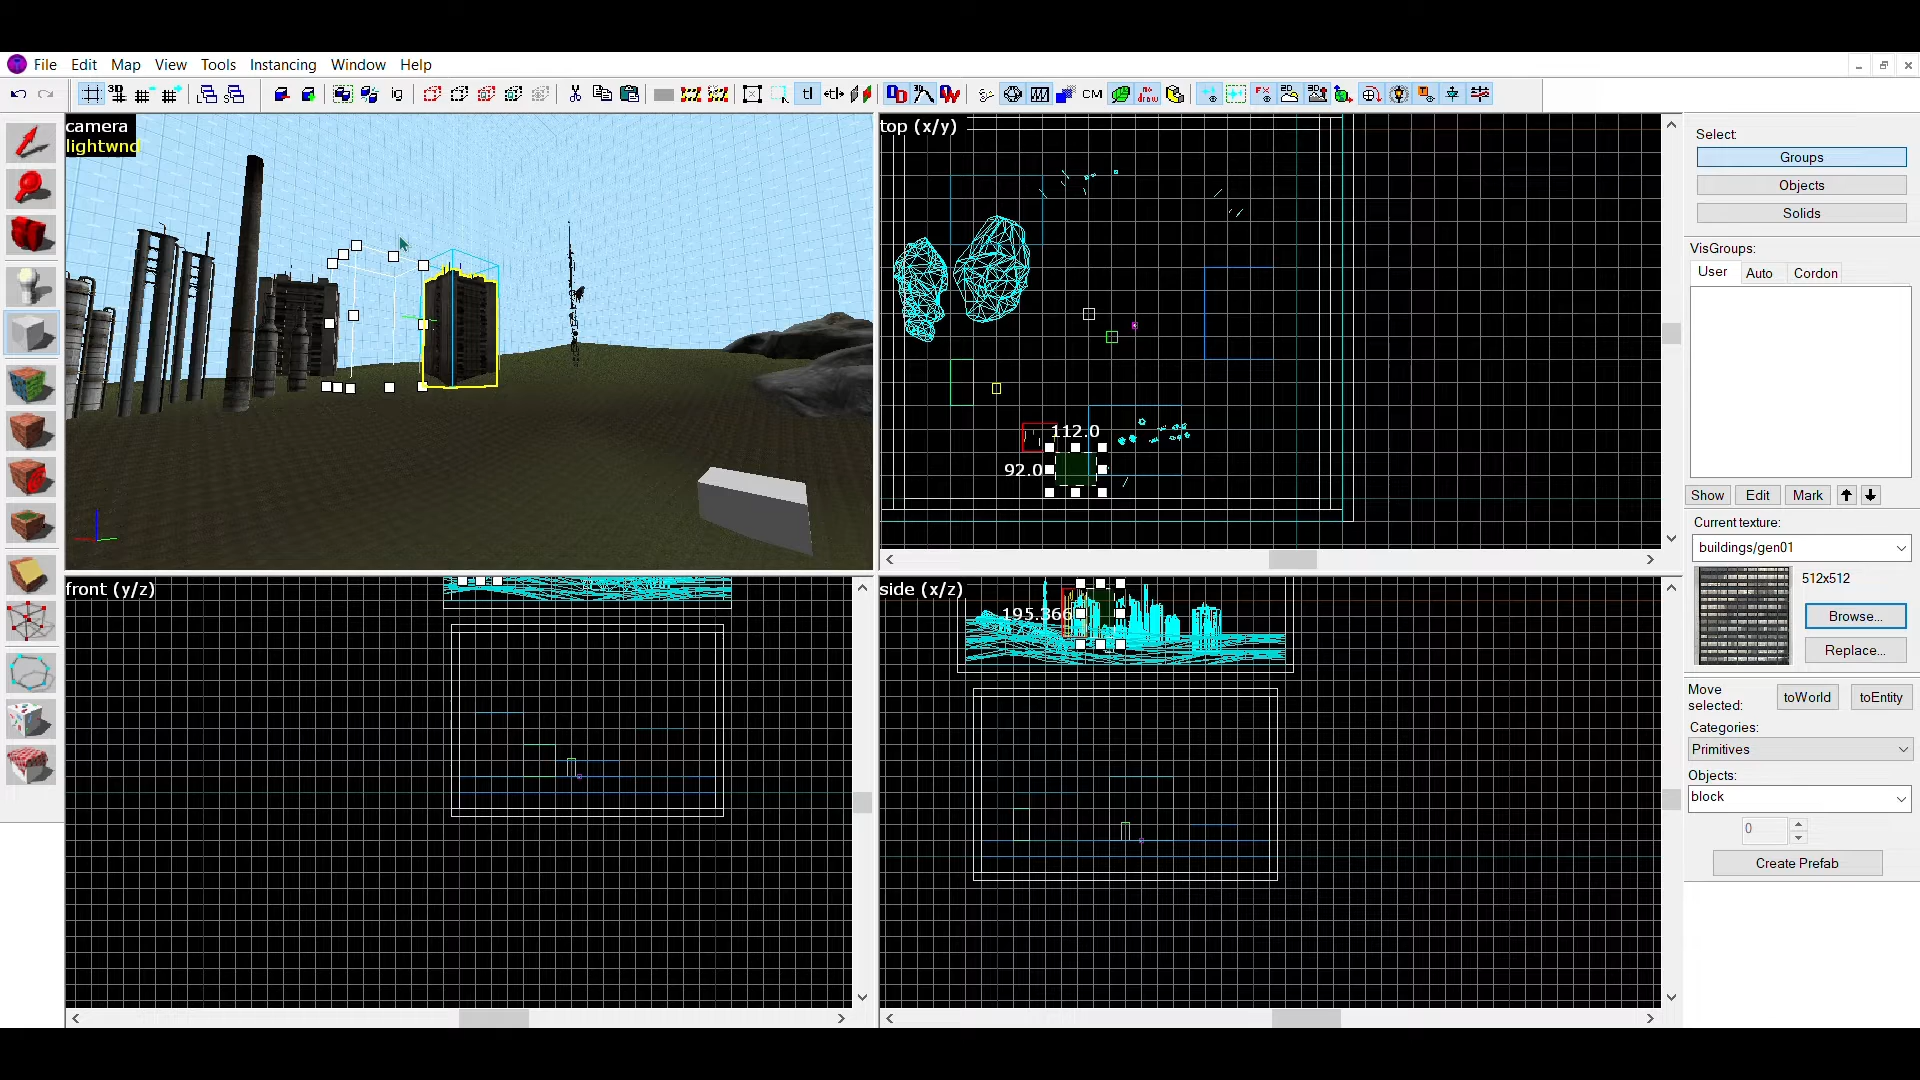 File Edit Map View Tools Instancing Window Help
camera
lightwnd
top (x/y)
112.0
92.0
front (y/z)
side (x/z)
195.366
Select:
Groups
Objects
Solids
VisGroups:
User Auto Cordon
Show Edit Mark
Current texture:
buildings/gen01
512x512
Browse...
Replace...
Move
selected:
toWorld toEntity
Categories:
Primitives
Objects:
block
0
Create Prefab